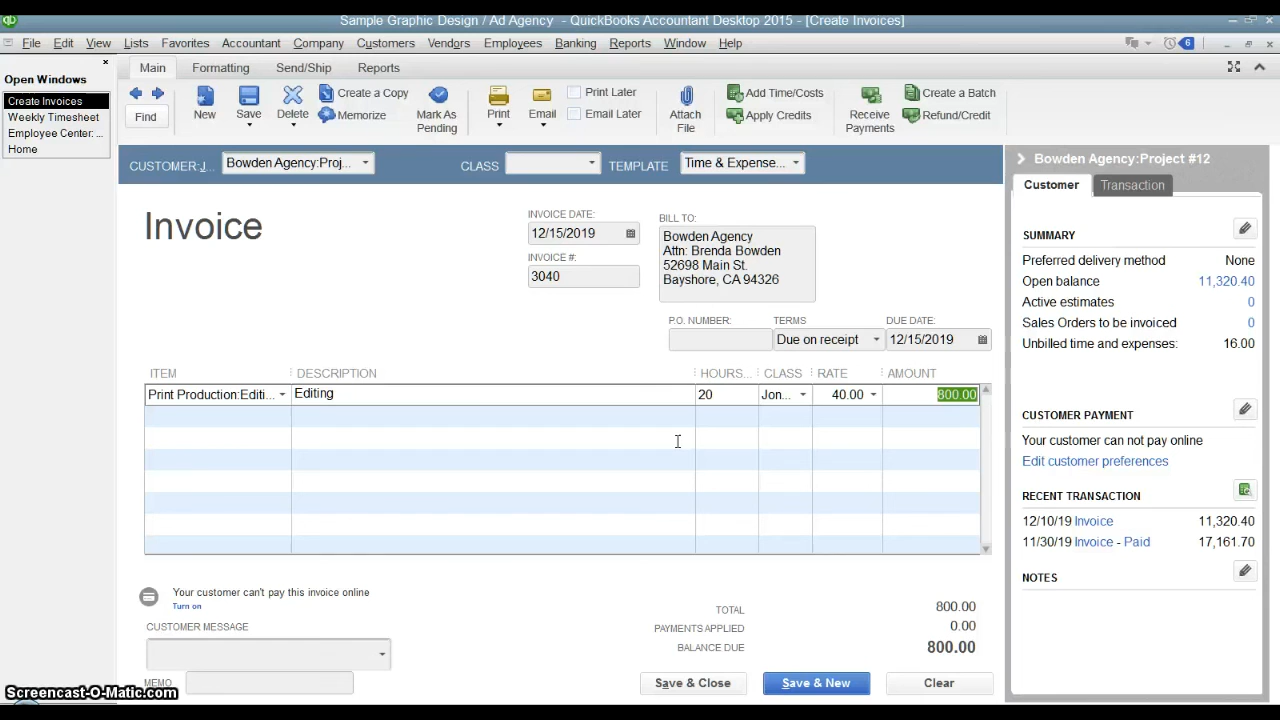 Sample Graphic Design / Ad Agency - QuickBooks Accountant Desktop 2015 - [Create Invoices]
File Edit View Lists Favorites Accountant Company Customers Vendors Employees Banking Reports Window Help 6
Open Windows
Create Invoices
Weekly Timesheet
Employee Center: ...
Home
Main Formatting Send/Ship Reports
Find New Save Delete Create a Copy Memorize Mark As Pending Print Email Print Later Email Later Attach File Add Time/Costs Apply Credits Receive Payments Create a Batch Refund/Credit
CUSTOMER:J... Bowden Agency:Proj... CLASS TEMPLATE Time & Expense...
Invoice
INVOICE DATE:
12/15/2019
INVOICE #:
3040
BILL TO:
Bowden Agency
Attn: Brenda Bowden
52698 Main St.
Bayshore, CA 94326
P.O. NUMBER: TERMS DUE DATE:
Due on receipt 12/15/2019
ITEM DESCRIPTION HOURS... CLASS RATE AMOUNT
Print Production:Editi... Editing 20 Jon... 40.00 800.00
Your customer can't pay this invoice online
Turn on
CUSTOMER MESSAGE
MEMO
TOTAL 800.00
PAYMENTS APPLIED 0.00
BALANCE DUE 800.00
Save & Close Save & New Clear
Bowden Agency:Project #12
Customer Transaction
SUMMARY
Preferred delivery method None
Open balance 11,320.40
Active estimates 0
Sales Orders to be invoiced 0
Unbilled time and expenses: 16.00
CUSTOMER PAYMENT
Your customer can not pay online
Edit customer preferences
RECENT TRANSACTION
12/10/19 Invoice 11,320.40
11/30/19 Invoice - Paid 17,161.70
NOTES
Screencast-O-Matic.com